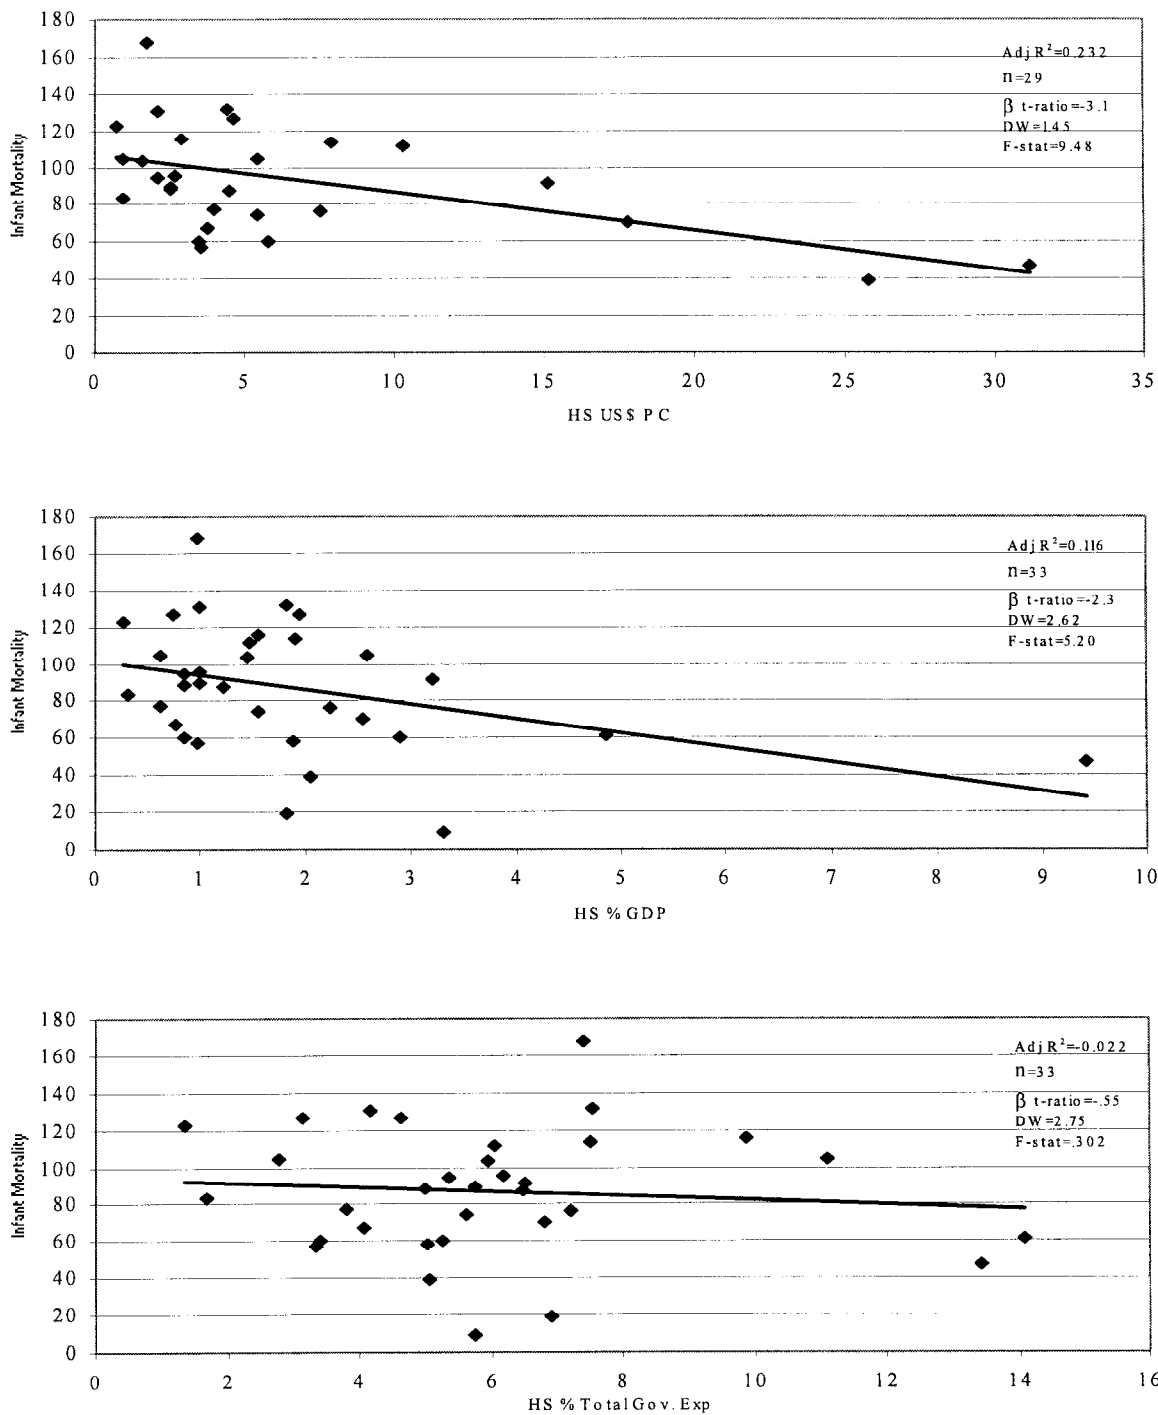 180
160
140
120
100
80
60
40
20
0
Infant Mortality
Adj R²=0.232
n=29
β t-ratio=-3.1
DW=1.45
F-stat=9.48
0 5 10 15 20 25 30 35
HS US$ PC
180
160
140
120
100
80
60
40
20
0
Infant Mortality
Adj R²=0.116
n=33
β t-ratio=-2.3
DW=2.62
F-stat=5.20
0 1 2 3 4 5 6 7 8 9 10
HS % GDP
180
160
140
120
100
80
60
40
20
0
Infant Mortality
Adj R²=-0.022
n=33
β t-ratio=-.55
DW=2.75
F-stat=.302
0 2 4 6 8 10 12 14 16
HS % Total Gov. Exp